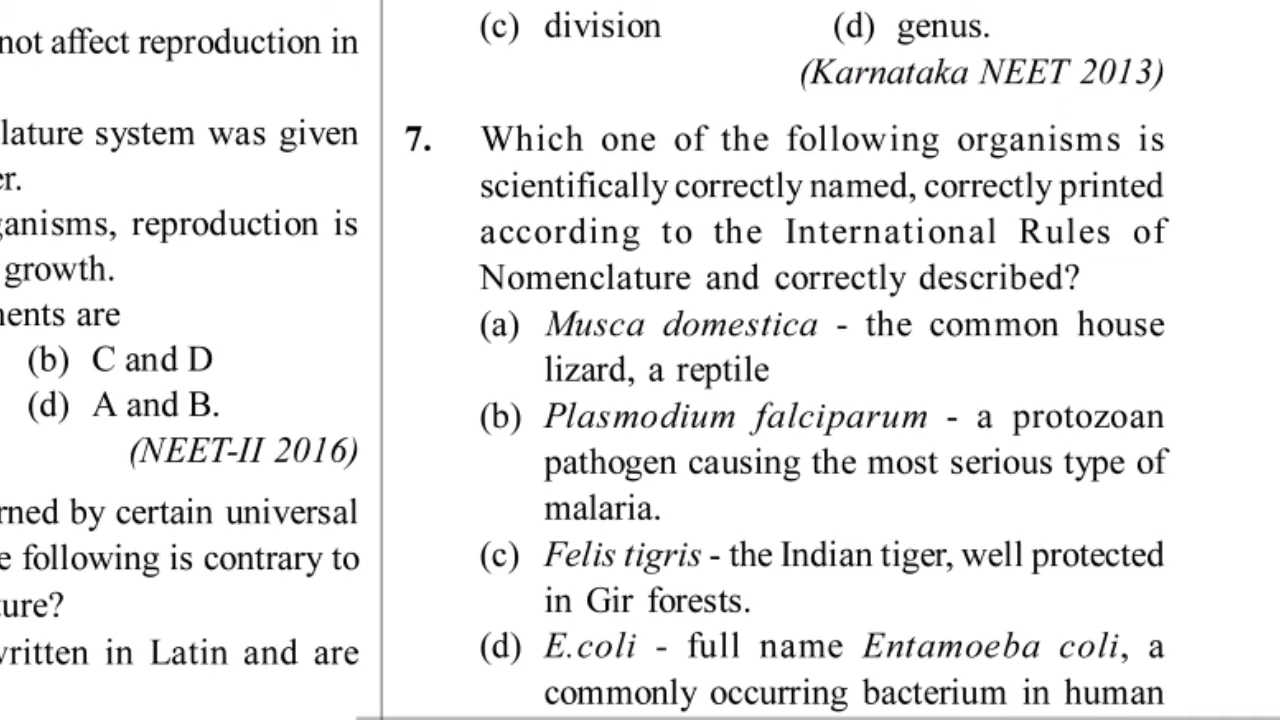 not affect reproduction in
lature system was given
er.
ganisms, reproduction is
growth.
ents are
(b) C and D
(d) A and B.
(NEET-II 2016)
rned by certain universal
e following is contrary to
ture?
written in Latin and are
(c) division (d) genus.
(Karnataka NEET 2013)
7. Which one of the following organisms is
scientifically correctly named, correctly printed
according to the International Rules of
Nomenclature and correctly described?
(a) Musca domestica - the common house
lizard, a reptile
(b) Plasmodium falciparum - a protozoan
pathogen causing the most serious type of
malaria.
(c) Felis tigris - the Indian tiger, well protected
in Gir forests.
(d) E.coli - full name Entamoeba coli, a
commonly occurring bacterium in human